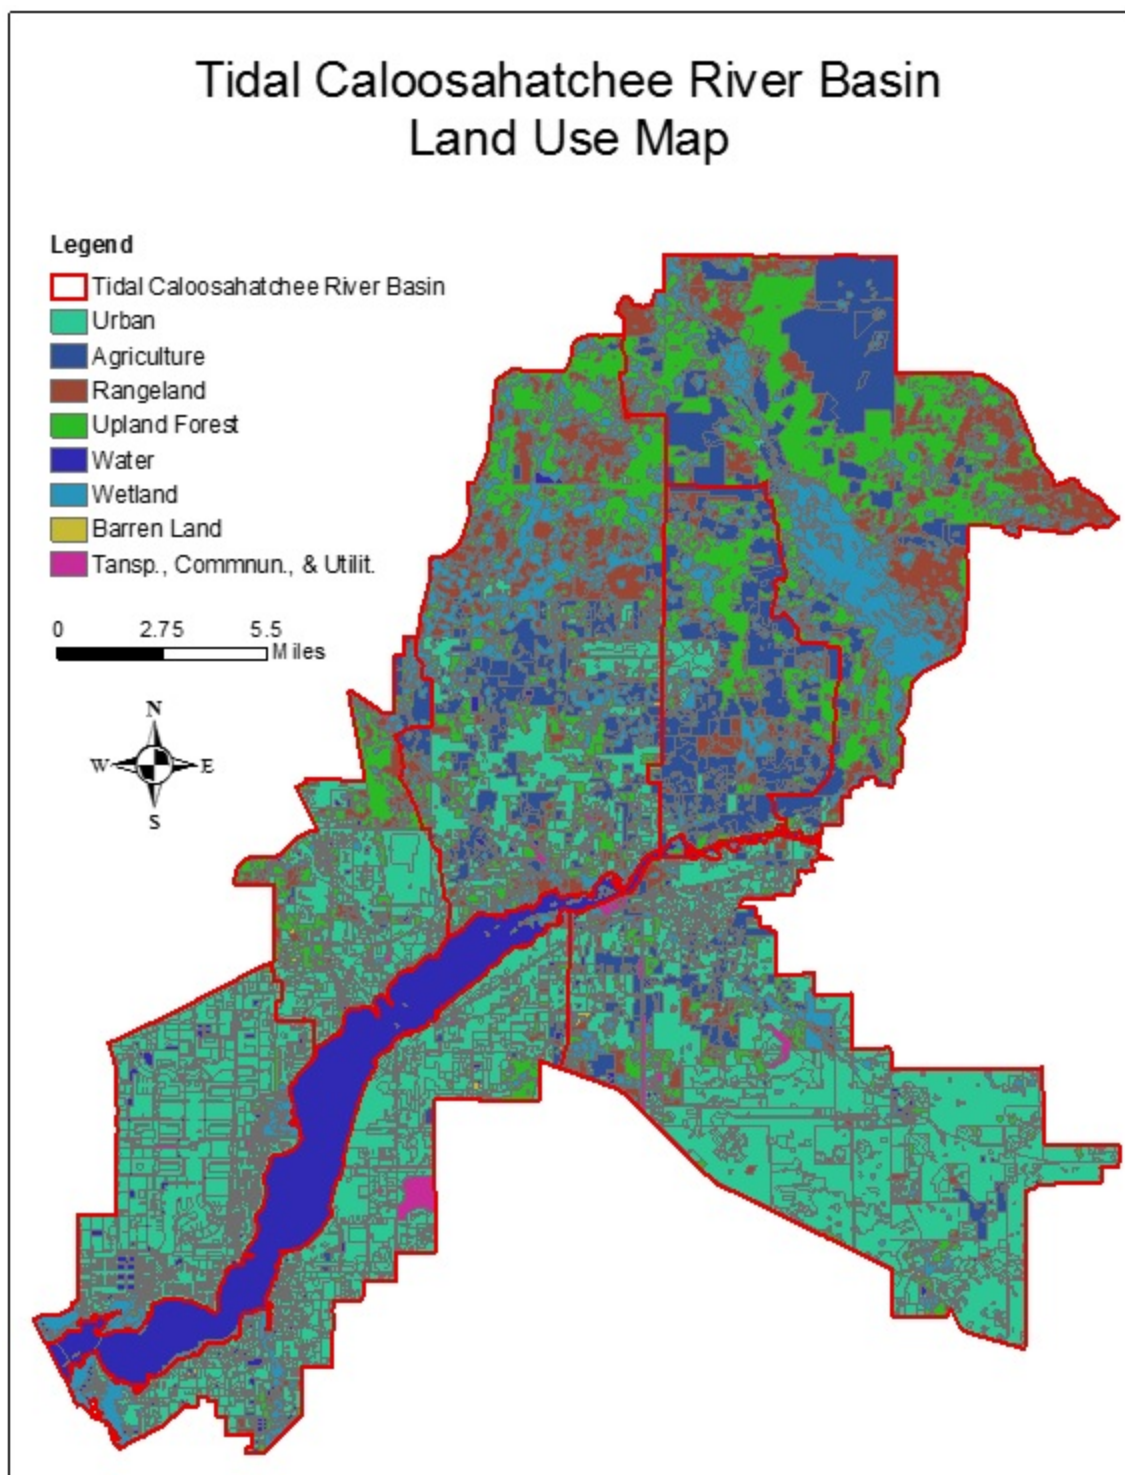 Tidal Caloosahatchee River Basin
Land Use Map
Legend
Tidal Caloosahatchee River Basin
Urban
Agriculture
Rangeland
Upland Forest
Water
Wetland
Barren Land
Tansp., Commnun., & Utilit.
0 2.75 5.5
Miles
N
W E
S